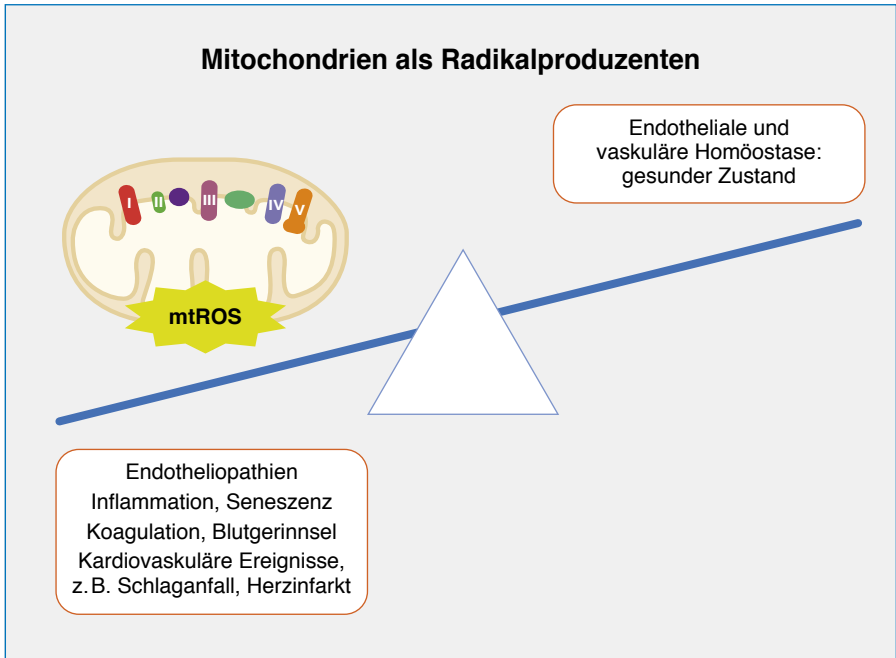 Mitochondrien als Radikalproduzenten
Endotheliale und
vaskuläre Homöostase:
gesunder Zustand
I
II
III
IV
V
mtROS
Endotheliopathien
Inflammation, Seneszenz
Koagulation, Blutgerinnsel
Kardiovaskuläre Ereignisse,
z. B. Schlaganfall, Herzinfarkt